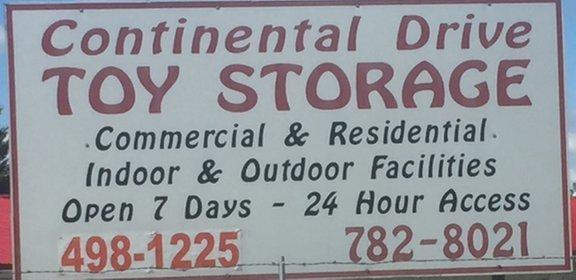 Continental Drive
TOY STORAGE
Commercial & Residential
Indoor & Outdoor Facilities
Open 7 Days - 24 Hour Access
498-1225 782-8021